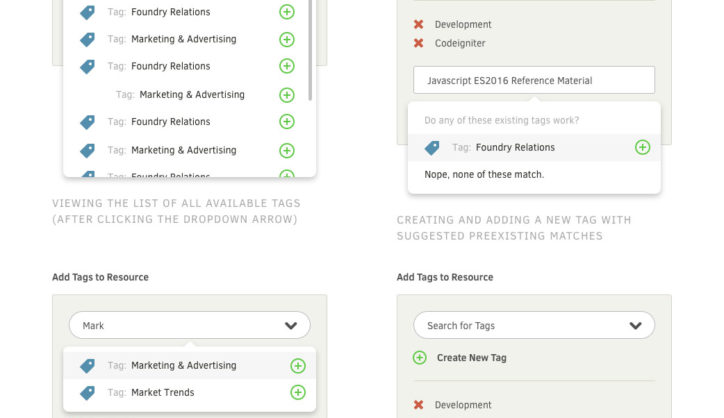 Tag: Foundry Relations
Tag: Marketing & Advertising
Tag: Foundry Relations
Tag: Marketing & Advertising
Tag: Foundry Relations
Tag: Marketing & Advertising
Tag: Foundry Relations
VIEWING THE LIST OF ALL AVAILABLE TAGS
(AFTER CLICKING THE DROPDOWN ARROW)
Development
Codeigniter
Javascript ES2016 Reference Material
Do any of these existing tags work?
Tag: Foundry Relations
Nope, none of these match.
CREATING AND ADDING A NEW TAG WITH
SUGGESTED PREEXISTING MATCHES
Add Tags to Resource
Mark
Tag: Marketing & Advertising
Tag: Market Trends
Add Tags to Resource
Search for Tags
Create New Tag
Development